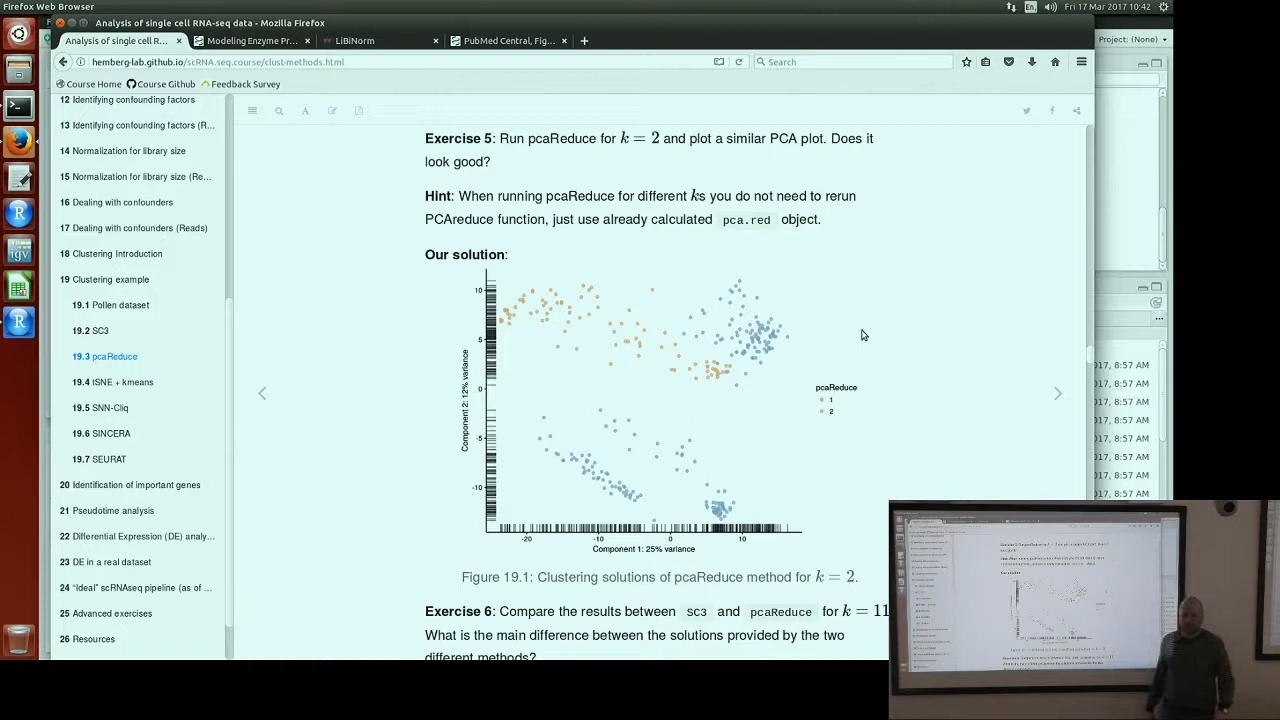 Firefox Web Browser
En
Fri 17 Mar 2017 10:42
Analysis of single cell RNA-seq data - Mozilla Firefox
Project: (None)
Analysis of single cell R... × Modeling Enzyme Pr... × LiBiNorm × PubMed Central, Fig... ×
hemberg-lab.github.io/scRNA.seq.course/clust-methods.html
Search
Course Home Course Github Feedback Survey
12 Identifying confounding factors
13 Identifying confounding factors (R...
14 Normalization for library size
15 Normalization for library size (Re...
16 Dealing with confounders
17 Dealing with confounders (Reads)
18 Clustering Introduction
19 Clustering example
19.1 Pollen dataset
19.2 SC3
19.3 pcaReduce
19.4 tSNE + kmeans
19.5 SNN-Cliq
19.6 SINCERA
19.7 SEURAT
20 Identification of important genes
21 Pseudotime analysis
22 Differential Expression (DE) analy...
23 DE in a real dataset
24 “Ideal” scRNAseq pipeline (as of ...
25 Advanced exercises
26 Resources
A
Exercise 5: Run pcaReduce for k = 2 and plot a similar PCA plot. Does it
look good?
Hint: When running pcaReduce for different ks you do not need to rerun
PCAreduce function, just use already calculated pca.red object.
Our solution:
10
5
0
-5
-10
Component 2: 12% variance
-20 -10 0 10
Component 1: 25% variance
pcaReduce
1
2
Figure 19.1: Clustering solutions of pcaReduce method for k = 2.
Exercise 6: Compare the results between SC3 and pcaReduce for k = 11
What is the main difference between the solutions provided by the two
different methods?
017, 8:57 AM
017, 8:57 AM
017, 8:57 AM
017, 8:57 AM
017, 8:57 AM
017, 8:57 AM
017, 8:57 AM
017, 8:57 AM
igv
R
R